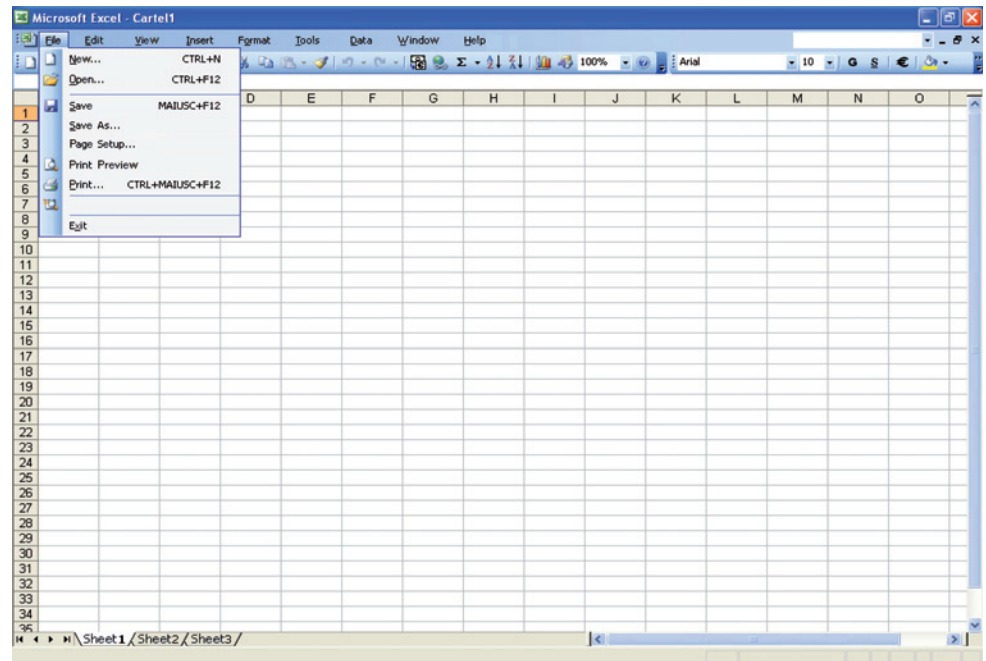 Microsoft Excel - Cartel1
File Edit View Insert Format Tools Data Window Help
100% Arial 10 G S €
New... CTRL+N
Open... CTRL+F12
Save MAIUSC+F12
Save As...
Page Setup...
Print Preview
Print... CTRL+MAIUSC+F12
Exit
D E F G H I J K L M N O
1
2
3
4
5
6
7
8
9
10
11
12
13
14
15
16
17
18
19
20
21
22
23
24
25
26
27
28
29
30
31
32
33
34
35
Sheet1 Sheet2 Sheet3